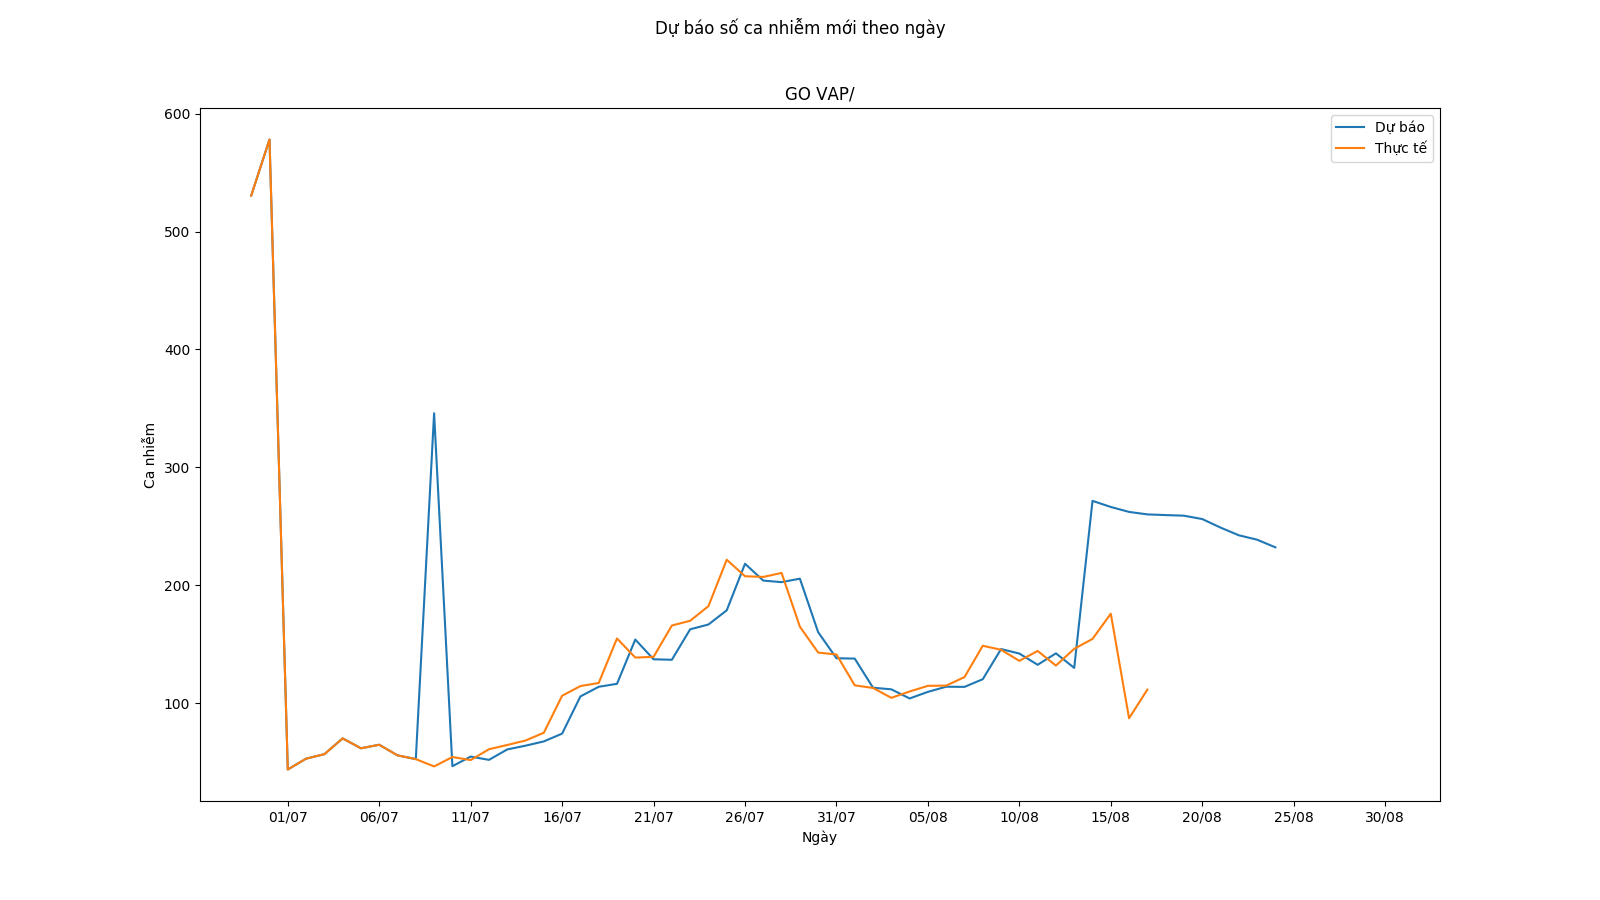 Dự báo số ca nhiễm mới theo ngày
GO VAP/
Dự báo
Thực tế
Ca nhiễm
600
500
400
300
200
100
01/07 06/07 11/07 16/07 21/07 26/07 31/07 05/08 10/08 15/08 20/08 25/08 30/08
Ngày